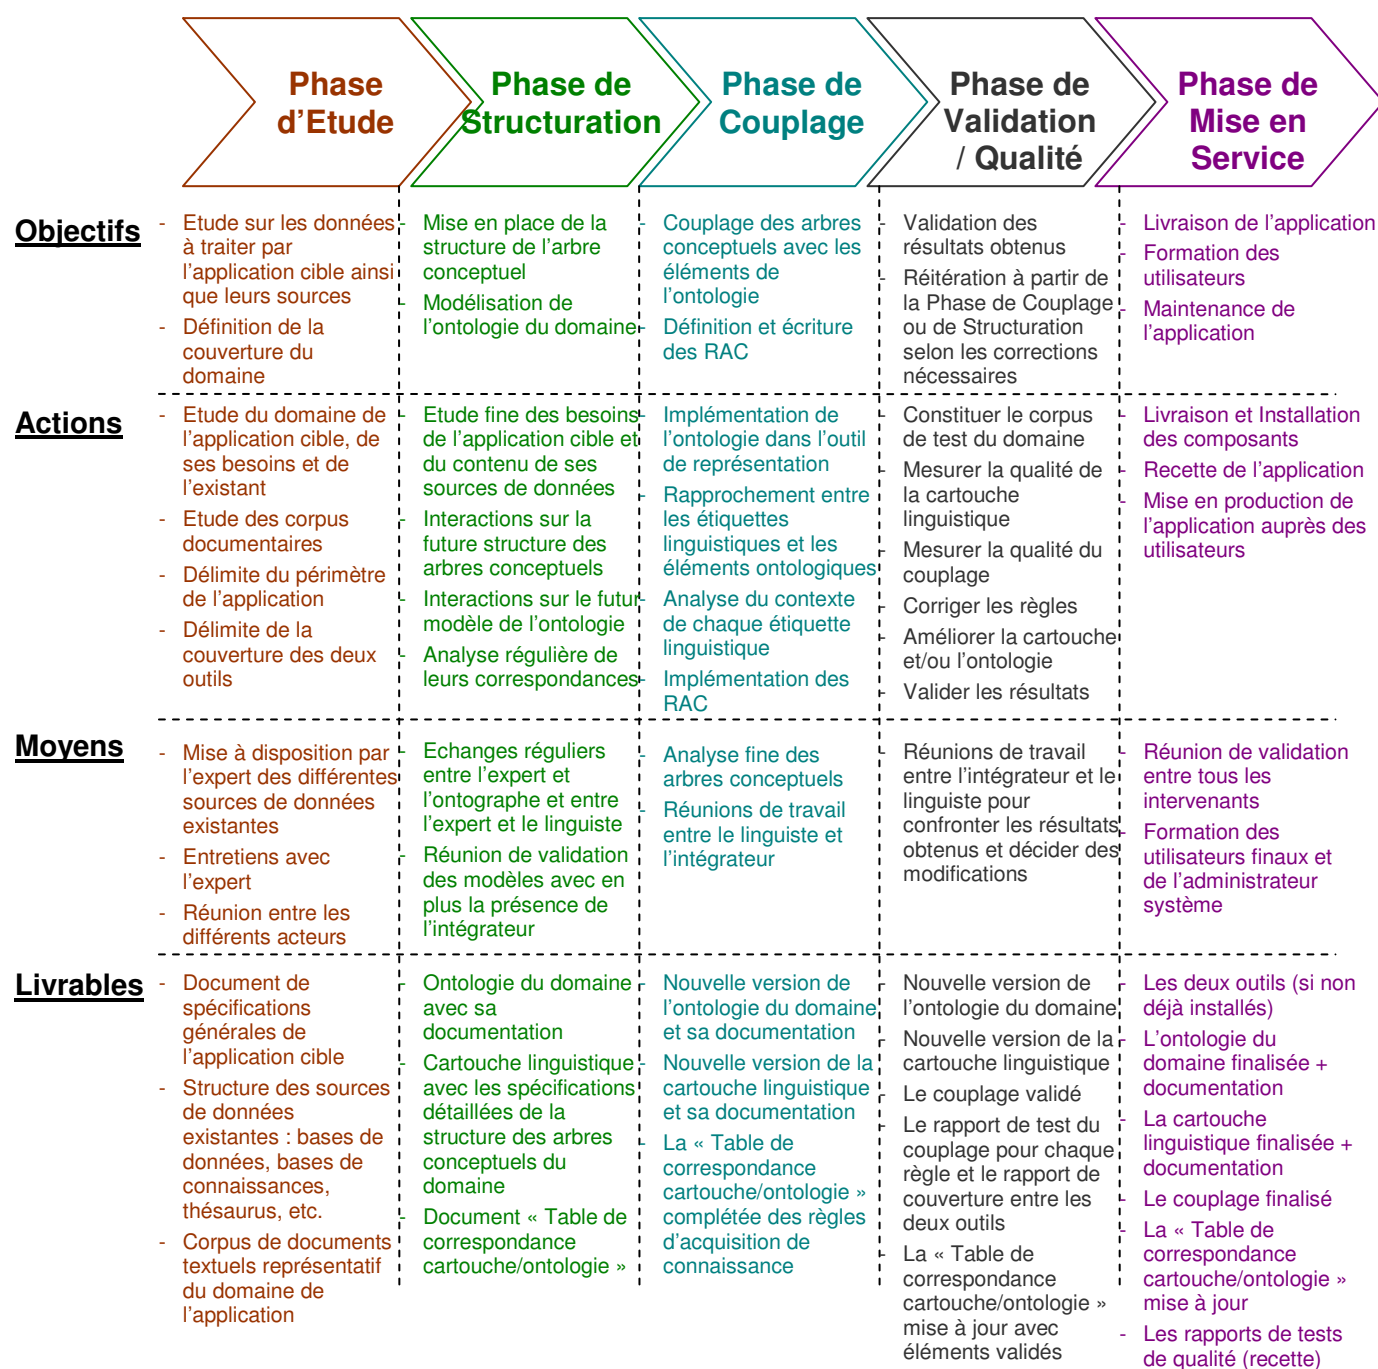 Phase
d’Etude
Phase de
Structuration
Phase de
Couplage
Phase de
Validation
/ Qualité
Phase de
Mise en
Service
Objectifs
- Etude sur les données
à traiter par
l’application cible ainsi
que leurs sources
- Définition de la
couverture du
domaine
- Mise en place de la
structure de l’arbre
conceptuel
- Modélisation de
l’ontologie du domaine
- Couplage des arbres
conceptuels avec les
éléments de
l’ontologie
- Définition et écriture
des RAC
- Validation des
résultats obtenus
- Réitération à partir de
la Phase de Couplage
ou de Structuration
selon les corrections
nécessaires
- Livraison de l’application
- Formation des
utilisateurs
- Maintenance de
l’application
Actions
- Etude du domaine de
l’application cible, de
ses besoins et de
l’existant
- Etude des corpus
documentaires
- Délimite du périmètre
de l’application
- Délimite de la
couverture des deux
outils
- Etude fine des besoins
de l’application cible et
du contenu de ses
sources de données
- Interactions sur la
future structure des
arbres conceptuels
- Interactions sur le futur
modèle de l’ontologie
- Analyse régulière de
leurs correspondances
- Implémentation de
l’ontologie dans l’outil
de représentation
- Rapprochement entre
les étiquettes
linguistiques et les
éléments ontologiques
- Analyse du contexte
de chaque étiquette
linguistique
- Implémentation des
RAC
- Constituer le corpus
de test du domaine
- Mesurer la qualité de
la cartouche
linguistique
- Mesurer la qualité du
couplage
- Corriger les règles
- Améliorer la cartouche
et/ou l’ontologie
- Valider les résultats
- Livraison et Installation
des composants
- Recette de l’application
- Mise en production de
l’application auprès des
utilisateurs
Moyens
- Mise à disposition par
l’expert des différentes
sources de données
existantes
- Entretiens avec
l’expert
- Réunion entre les
différents acteurs
- Echanges réguliers
entre l’expert et
l’ontographe et entre
l’expert et le linguiste
- Réunion de validation
des modèles avec en
plus la présence de
l’intégrateur
- Analyse fine des
arbres conceptuels
- Réunions de travail
entre le linguiste et
l’intégrateur
- Réunions de travail
entre l’intégrateur et le
linguiste pour
confronter les résultats
obtenus et décider des
modifications
- Réunion de validation
entre tous les
intervenants
- Formation des
utilisateurs finaux et
de l’administrateur
système
Livrables
- Document de
spécifications
générales de
l’application cible
- Structure des sources
de données
existantes : bases de
données, bases de
connaissances,
thésaurus, etc.
- Corpus de documents
textuels représentatif
du domaine de
l’application
- Ontologie du domaine
avec sa
documentation
- Cartouche linguistique
avec les spécifications
détaillées de la
structure des arbres
conceptuels du
domaine
- Document « Table de
correspondance
cartouche/ontologie »
- Nouvelle version de
l’ontologie du domaine
et sa documentation
- Nouvelle version de la
cartouche linguistique
et sa documentation
- La « Table de
correspondance
cartouche/ontologie »
complétée des règles
d’acquisition de
connaissance
- Nouvelle version de
l’ontologie du domaine
- Nouvelle version de la
cartouche linguistique
- Le couplage validé
- Le rapport de test du
couplage pour chaque
règle et le rapport de
couverture entre les
deux outils
- La « Table de
correspondance
cartouche/ontologie »
mise à jour avec
éléments validés
- Les deux outils (si non
déjà installés)
- L’ontologie du
domaine finalisée +
documentation
- La cartouche
linguistique finalisée +
documentation
- Le couplage finalisé
- La « Table de
correspondance
cartouche/ontologie »
mise à jour
- Les rapports de tests
de qualité (recette)